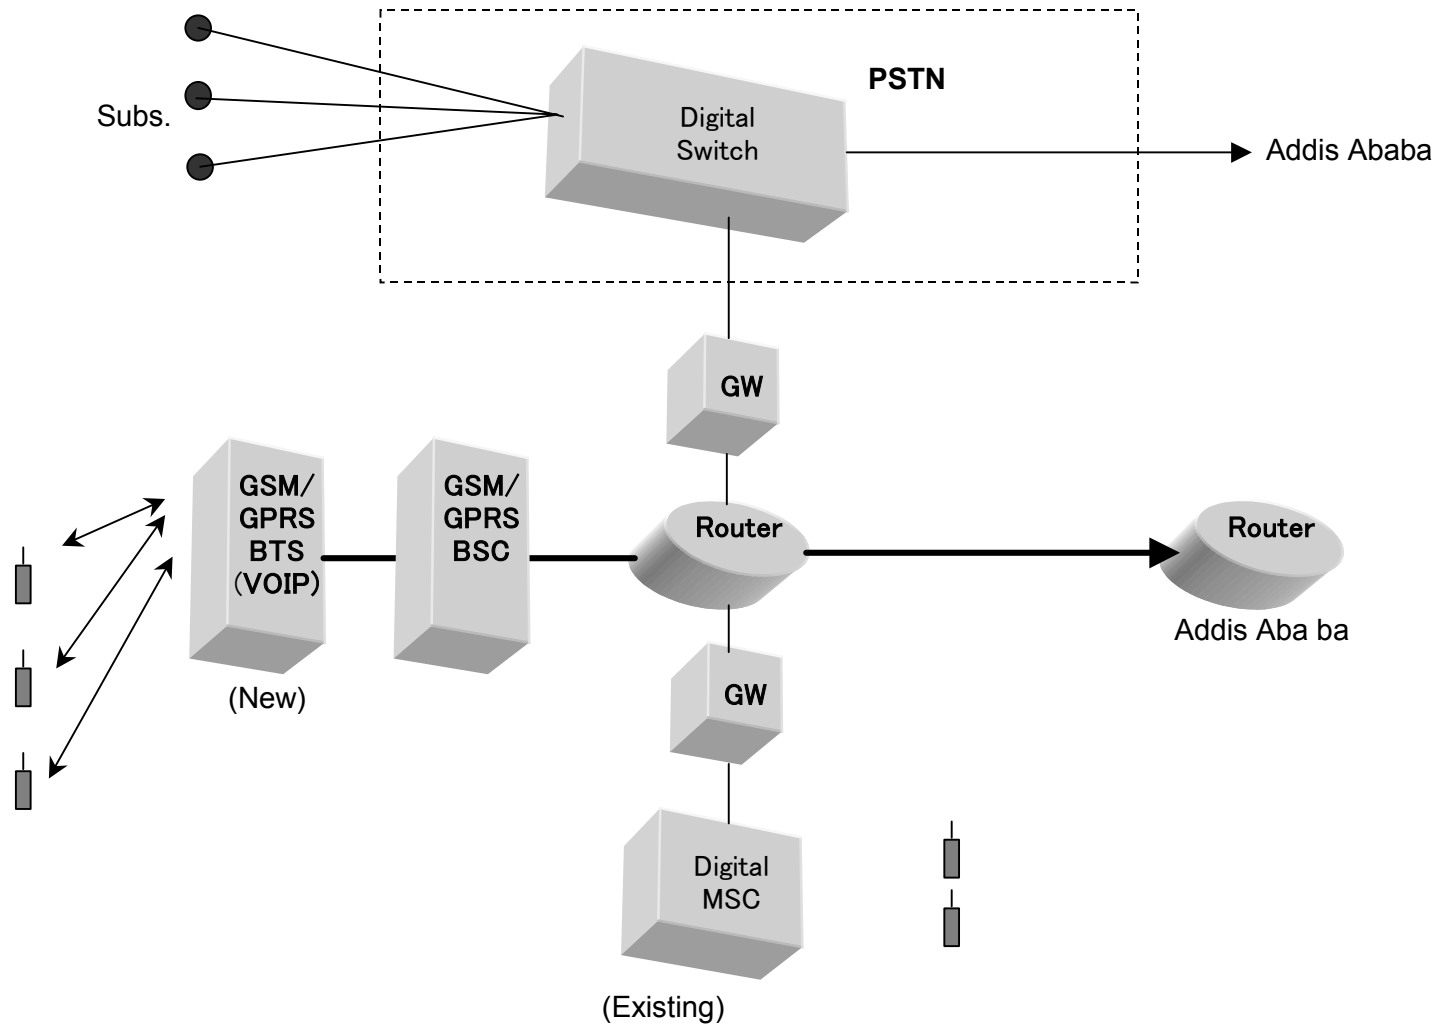 PSTN
Digital
Switch
Subs.
Addis Ababa
GW
GSM/
GPRS
BTS
(VOIP)
GSM/
GPRS
BSC
Router
Router
Addis Aba ba
(New)
GW
Digital
MSC
(Existing)